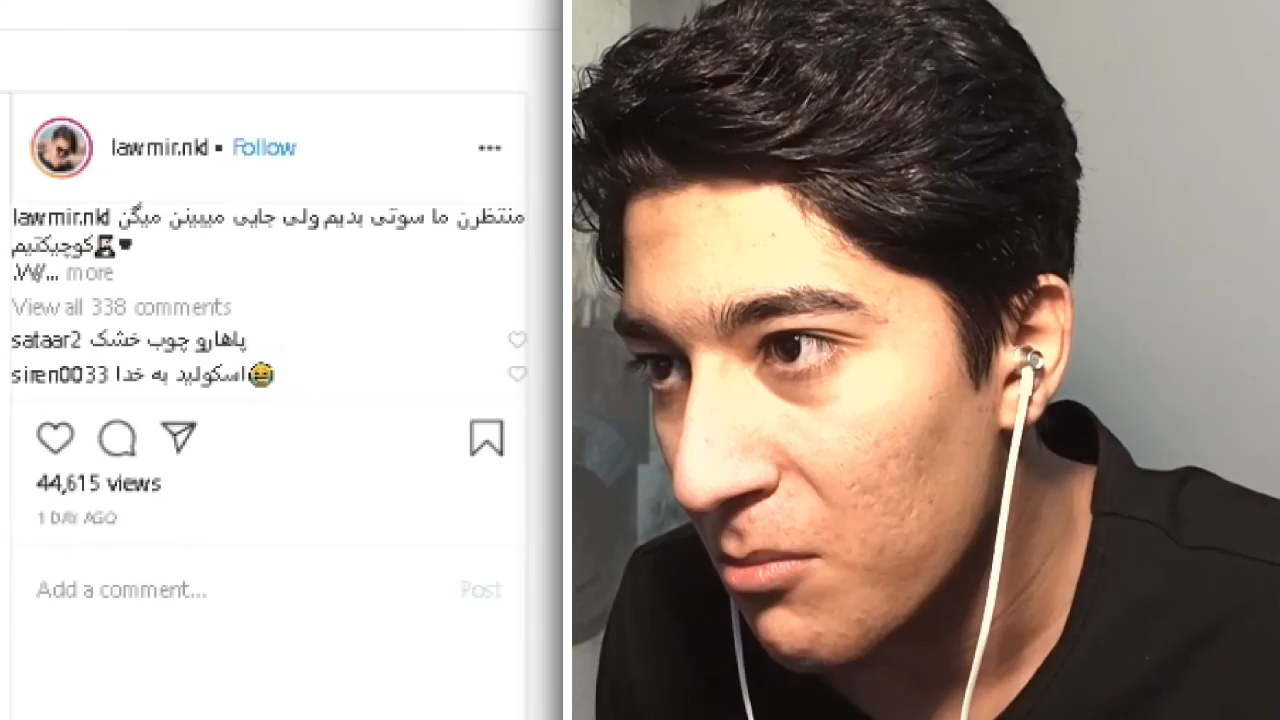 lawmir.nkl • Follow
lawmir.nkl منتظرن ما سوتی بدیم ولی جایی میبینن میگن
کوچیکتیم
.W/... more
View all 338 comments
sataar2 پاهارو چوب خشک
siren0033 اسکولید به خدا😂
44,615 views
1 DAY AGO
Add a comment... Post